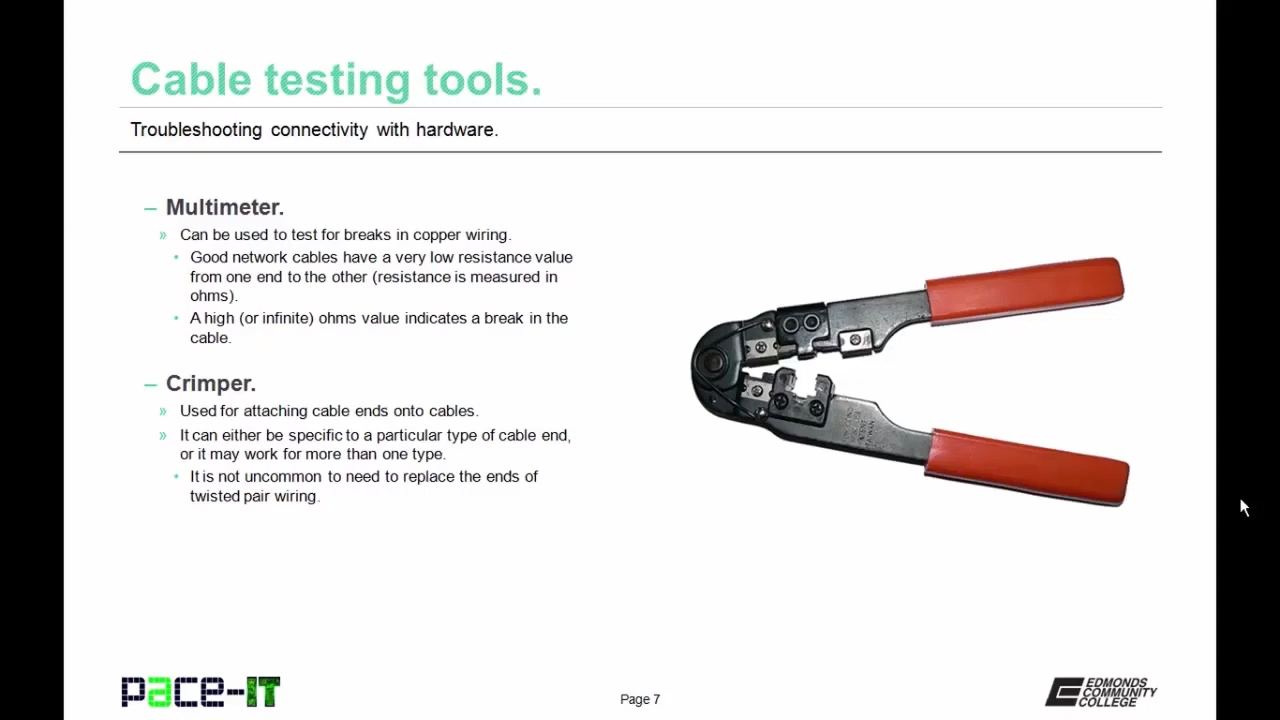 Cable testing tools.
Troubleshooting connectivity with hardware.
– Multimeter.
» Can be used to test for breaks in copper wiring.
• Good network cables have a very low resistance value
from one end to the other (resistance is measured in
ohms).
• A high (or infinite) ohms value indicates a break in the
cable.
– Crimper.
» Used for attaching cable ends onto cables.
» It can either be specific to a particular type of cable end,
or it may work for more than one type.
• It is not uncommon to need to replace the ends of
twisted pair wiring.
pace-IT
Page 7
EDMONDS
COMMUNITY
COLLEGE